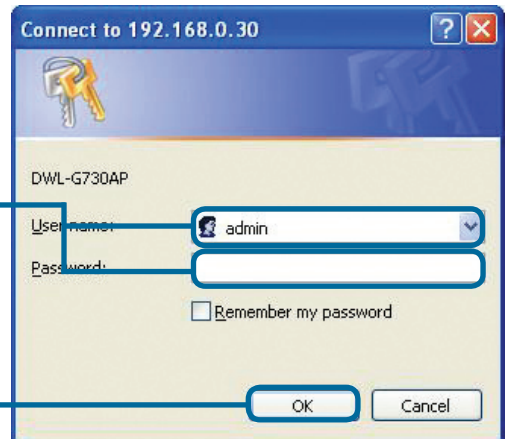 Connect to 192.168.0.30
DWL-G730AP
User name:
admin
Password:
Remember my password
OK
Cancel